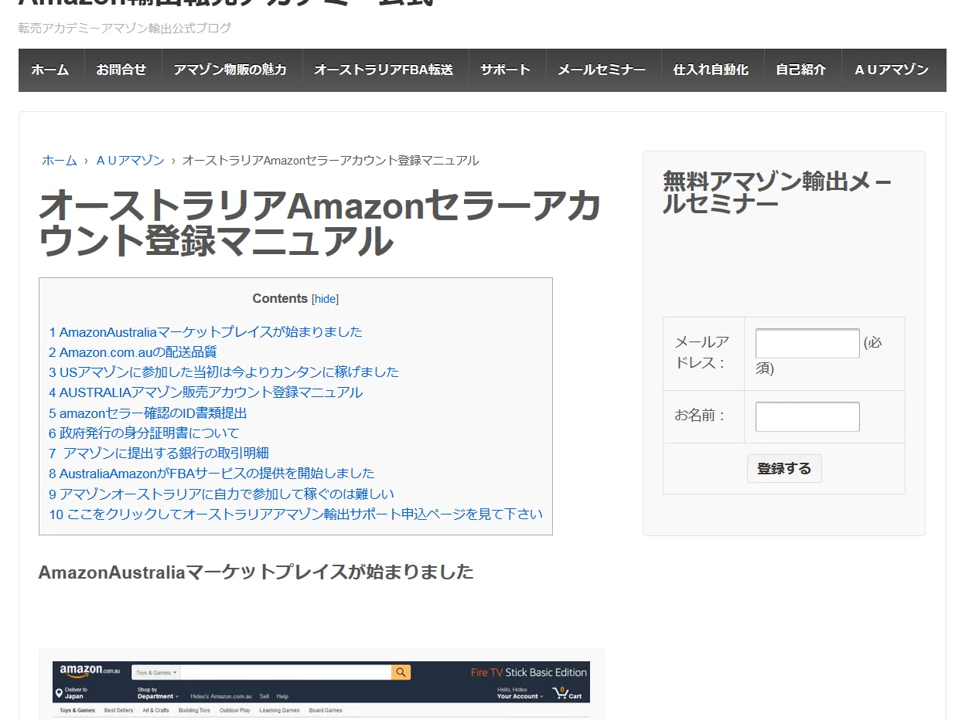 Amazon輸出転売アカデミー公式
転売アカデミーアマゾン輸出公式ブログ
ホーム お問合せ アマゾン物販の魅力 オーストラリアFBA転送 サポート メールセミナー 仕入れ自動化 自己紹介 ＡＵアマゾン
ホーム › ＡＵアマゾン › オーストラリアAmazonセラーアカウント登録マニュアル
オーストラリアAmazonセラーアカ
ウント登録マニュアル
Contents [hide]
1 AmazonAustraliaマーケットプレイスが始まりました
2 Amazon.com.auの配送品質
3 USアマゾンに参加した当初は今よりカンタンに稼げました
4 AUSTRALIAアマゾン販売アカウント登録マニュアル
5 amazonセラー確認のID書類提出
6 政府発行の身分証明書について
7 アマゾンに提出する銀行の取引明細
8 AustraliaAmazonがFBAサービスの提供を開始しました
9 アマゾンオーストラリアに自力で参加して稼ぐのは難しい
10 ここをクリックしてオーストラリアアマゾン輸出サポート申込ページを見て下さい
AmazonAustraliaマーケットプレイスが始まりました
amazon.com.au Toys & Games Fire TV Stick Basic Edition
Deliver to Shop by Hello, Hideo 0
Japan Department Hideo's Amazon.com.au Sell Help Your Account Cart
Toys & Games Best Sellers Art & Crafts Building Toys Outdoor Play Learning Games Board Games
無料アマゾン輸出メー
ルセミナー
メールア
ドレス： (必
須)
お名前：
登録する